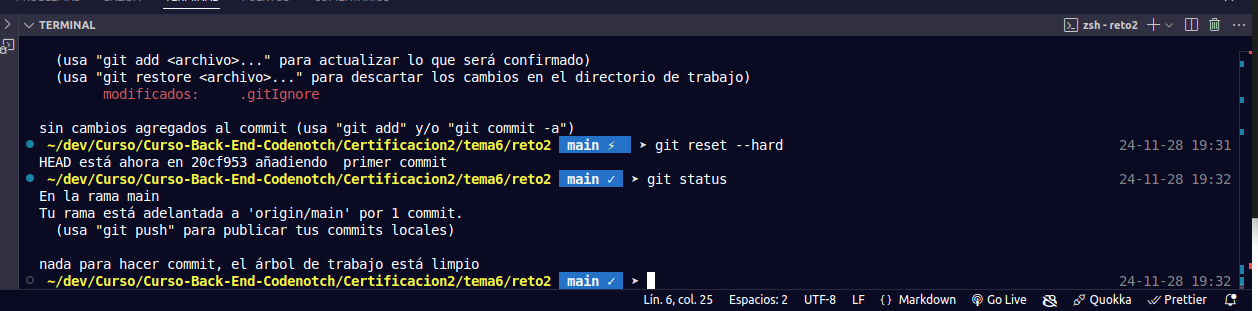 PROBLEMAS SALIDA TERMINAL PUERTOS COMENTARIOS
TERMINAL
zsh - reto2
(usa "git add <archivo>..." para actualizar lo que será confirmado)
(usa "git restore <archivo>..." para descartar los cambios en el directorio de trabajo)
modificados: .gitIgnore
sin cambios agregados al commit (usa "git add" y/o "git commit -a")
~/dev/Curso/Curso-Back-End-Codenotch/Certificacion2/tema6/reto2 main ⚡ ➤ git reset --hard 24-11-28 19:31
HEAD está ahora en 20cf953 añadiendo  primer commit
~/dev/Curso/Curso-Back-End-Codenotch/Certificacion2/tema6/reto2 main ✓ ➤ git status 24-11-28 19:32
En la rama main
Tu rama está adelantada a 'origin/main' por 1 commit.
(usa "git push" para publicar tus commits locales)
nada para hacer commit, el árbol de trabajo está limpio
~/dev/Curso/Curso-Back-End-Codenotch/Certificacion2/tema6/reto2 main ✓ ➤ 24-11-28 19:32
Lín. 6, col. 25 Espacios: 2 UTF-8 LF {} Markdown Go Live Quokka Prettier